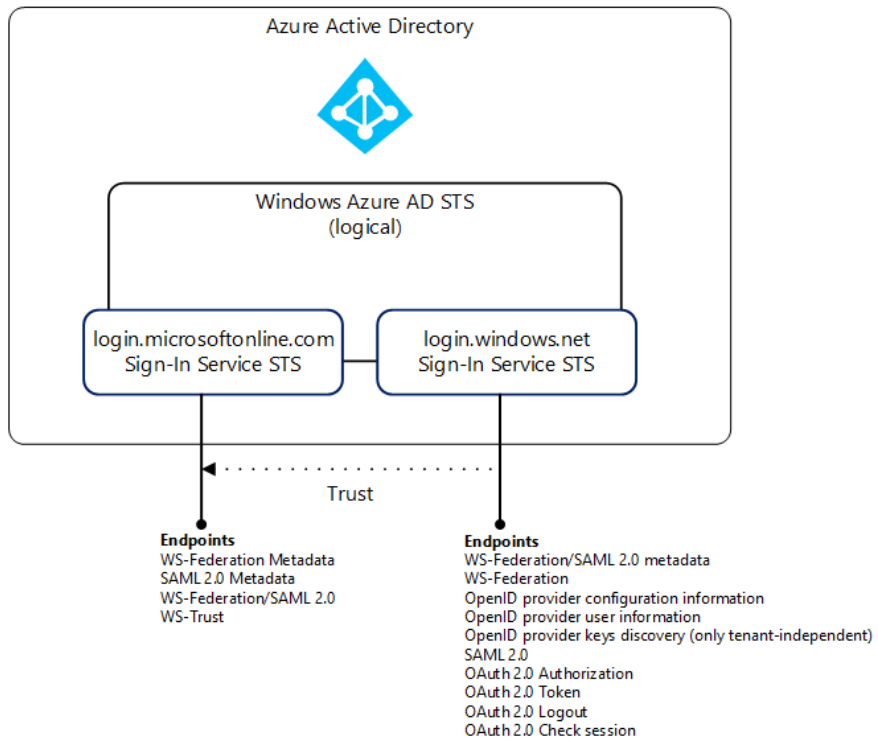 Azure Active Directory
Windows Azure AD STS
(logical)
login.microsoftonline.com
Sign-In Service STS
login.windows.net
Sign-In Service STS
Trust
Endpoints
WS-Federation Metadata
SAML 2.0 Metadata
WS-Federation/SAML 2.0
WS-Trust
Endpoints
WS-Federation/SAML 2.0 metadata
WS-Federation
OpenID provider configuration information
OpenID provider user information
OpenID provider keys discovery (only tenant-independent)
SAML 2.0
OAuth 2.0 Authorization
OAuth 2.0 Token
OAuth 2.0 Logout
OAuth 2.0 Check session